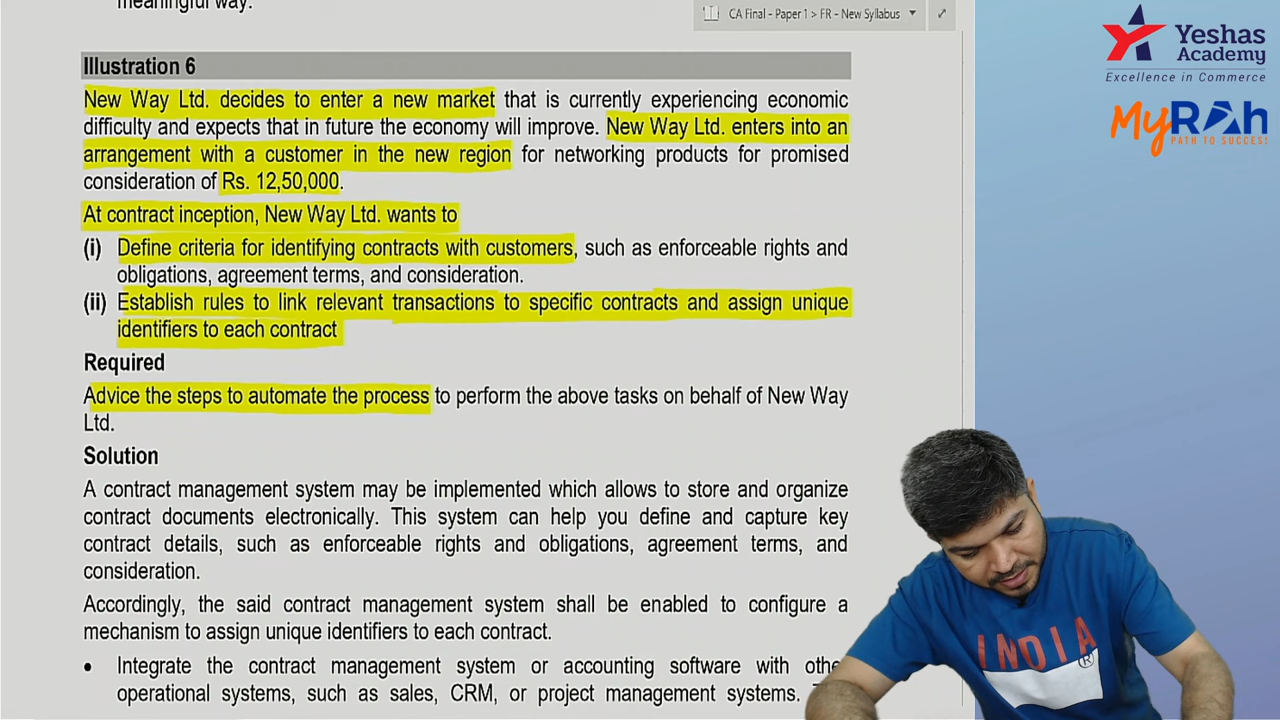 meaningful way.
CA Final - Paper 1 > FR - New Syllabus
Yeshas
Academy
Excellence in Commerce
MyRAh
PATH TO SUCCESS
Illustration 6
New Way Ltd. decides to enter a new market that is currently experiencing economic
difficulty and expects that in future the economy will improve. New Way Ltd. enters into an
arrangement with a customer in the new region for networking products for promised
consideration of Rs. 12,50,000.
At contract inception, New Way Ltd. wants to
(i) Define criteria for identifying contracts with customers, such as enforceable rights and
obligations, agreement terms, and consideration.
(ii) Establish rules to link relevant transactions to specific contracts and assign unique
identifiers to each contract
Required
Advice the steps to automate the process to perform the above tasks on behalf of New Way
Ltd.
Solution
A contract management system may be implemented which allows to store and organize
contract documents electronically. This system can help you define and capture key
contract details, such as enforceable rights and obligations, agreement terms, and
consideration.
Accordingly, the said contract management system shall be enabled to configure a
mechanism to assign unique identifiers to each contract.
• Integrate the contract management system or accounting software with othe
operational systems, such as sales, CRM, or project management systems.
INDIA
®